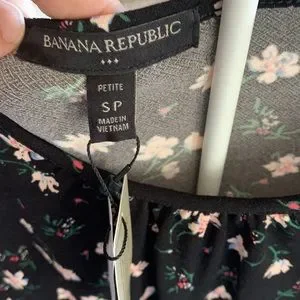 BANANA REPUBLIC
PETITE
SP
MADE IN
VIETNAM